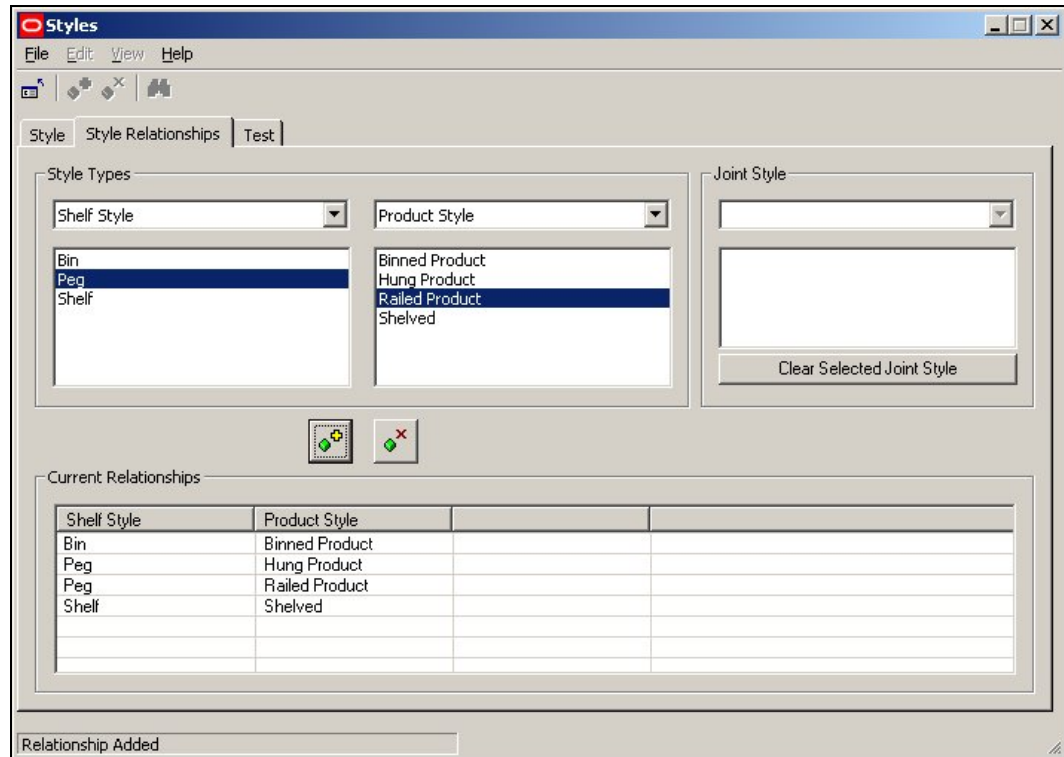 Styles
File Edit View Help
Style Style Relationships Test
Style Types
Joint Style
Shelf Style
Product Style
Bin
Peg
Shelf
Binned Product
Hung Product
Railed Product
Shelved
Clear Selected Joint Style
Current Relationships
Shelf Style Product Style
Bin Binned Product
Peg Hung Product
Peg Railed Product
Shelf Shelved
Relationship Added